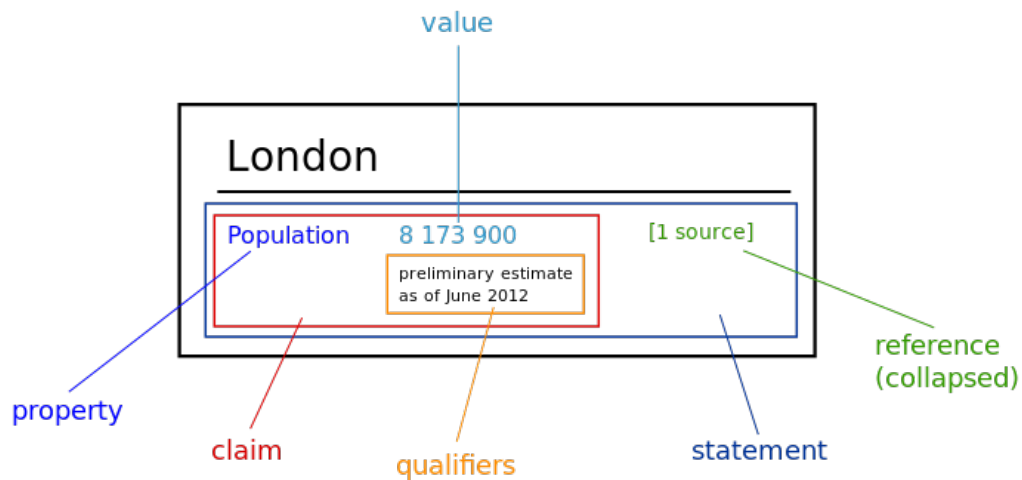 value
London
Population 8 173 900 [1 source]
preliminary estimate
as of June 2012
reference
(collapsed)
property
claim
qualifiers
statement